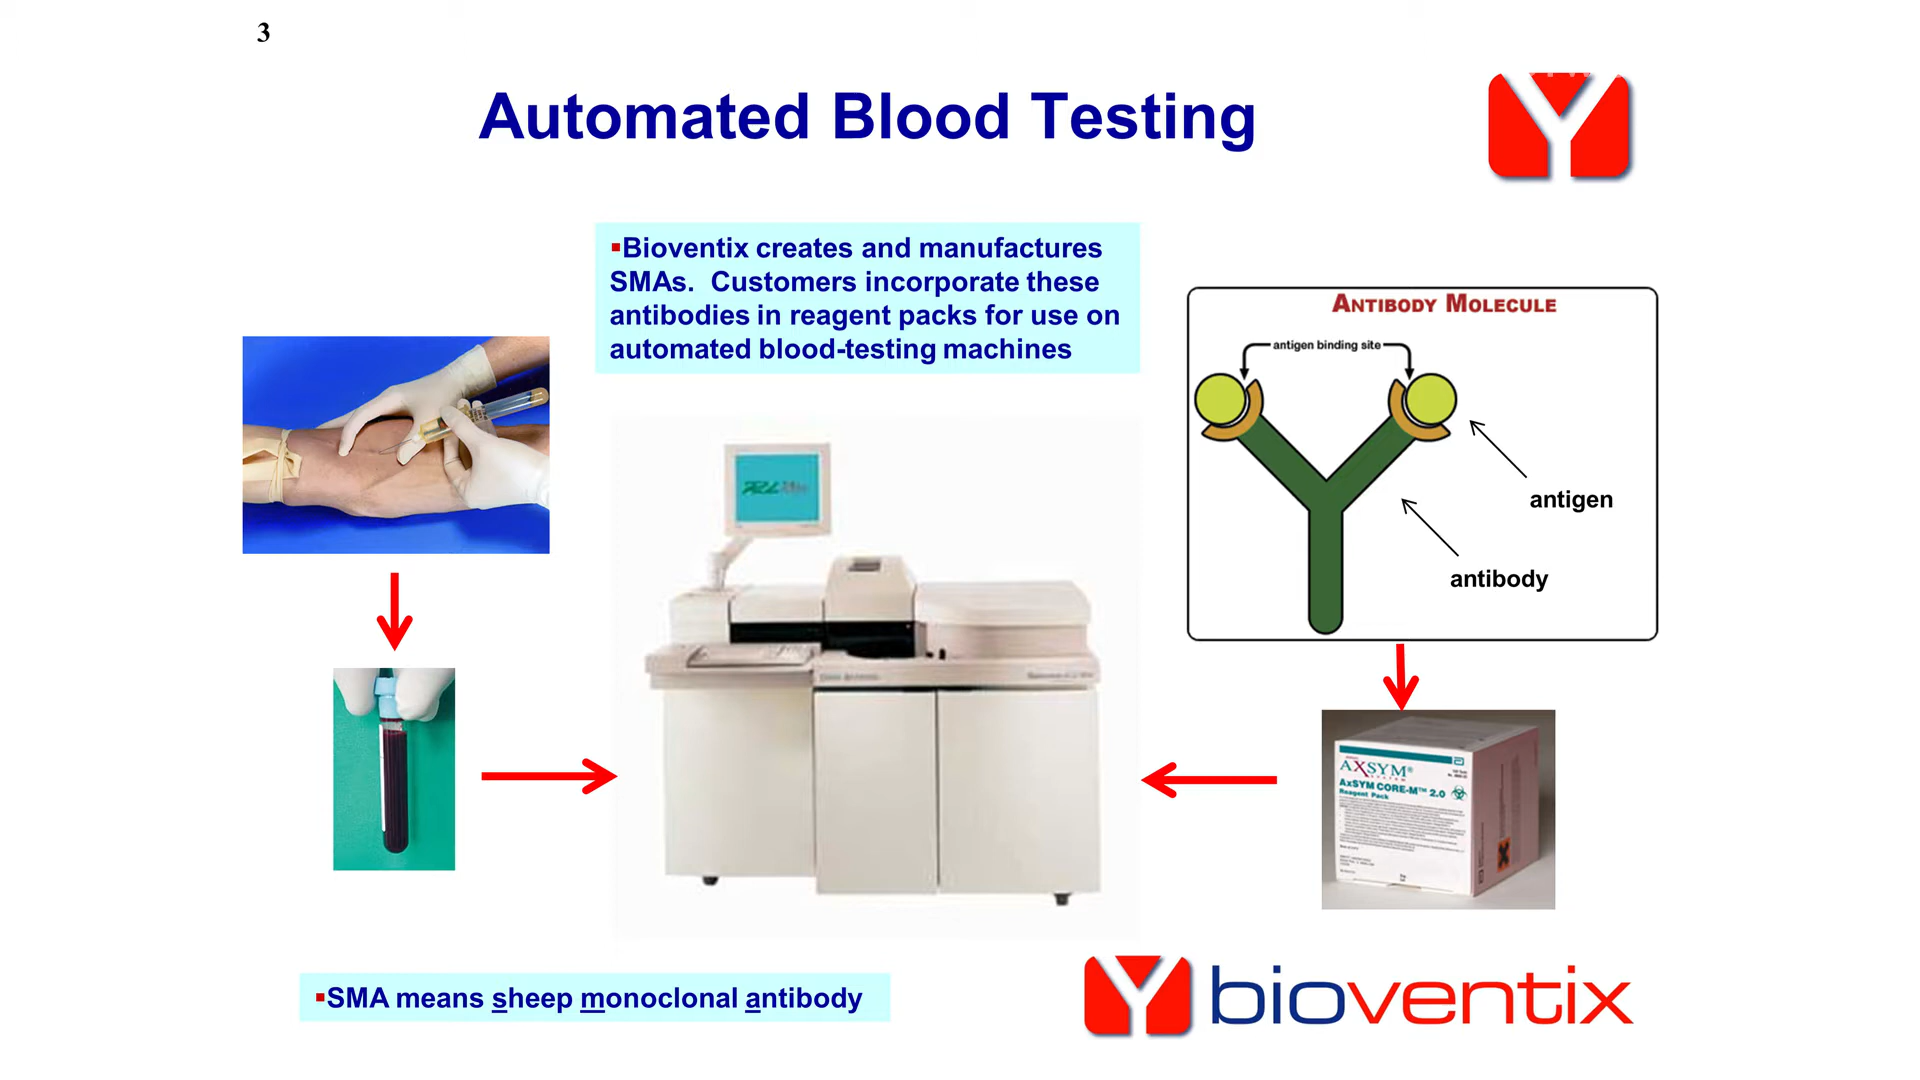 3
Automated Blood Testing
▪Bioventix creates and manufactures
SMAs.  Customers incorporate these
antibodies in reagent packs for use on
automated blood-testing machines
ANTIBODY MOLECULE
antigen binding site
antigen
antibody
AXSYM®
SYSTEM
AxSYM CORE-M™ 2.0
Reagent Pack
▪SMA means sheep monoclonal antibody
bioventix